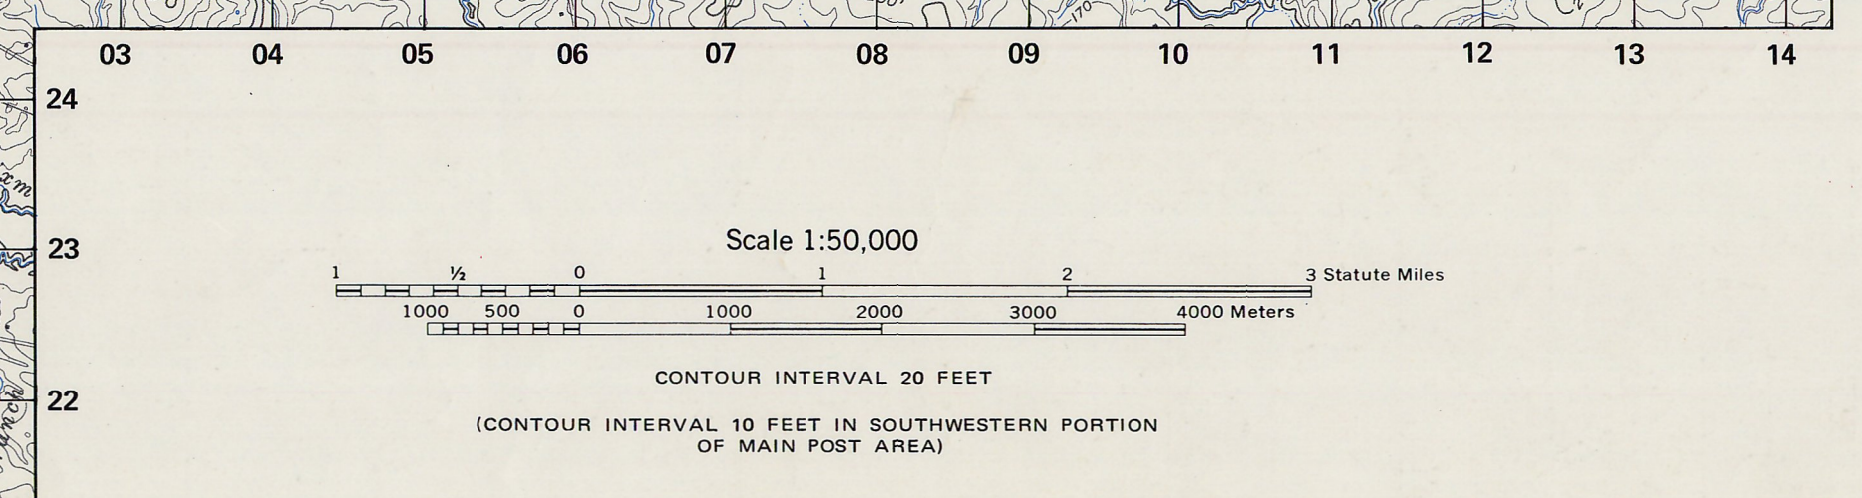 170
03 04 05 06 07 08 09 10 11 12 13 14
24
xm
23
Scale 1:50,000
1 ½ 0 1 2 3 Statute Miles
1000 500 0 1000 2000 3000 4000 Meters
CONTOUR INTERVAL 20 FEET
22
(CONTOUR INTERVAL 10 FEET IN SOUTHWESTERN PORTION
OF MAIN POST AREA)